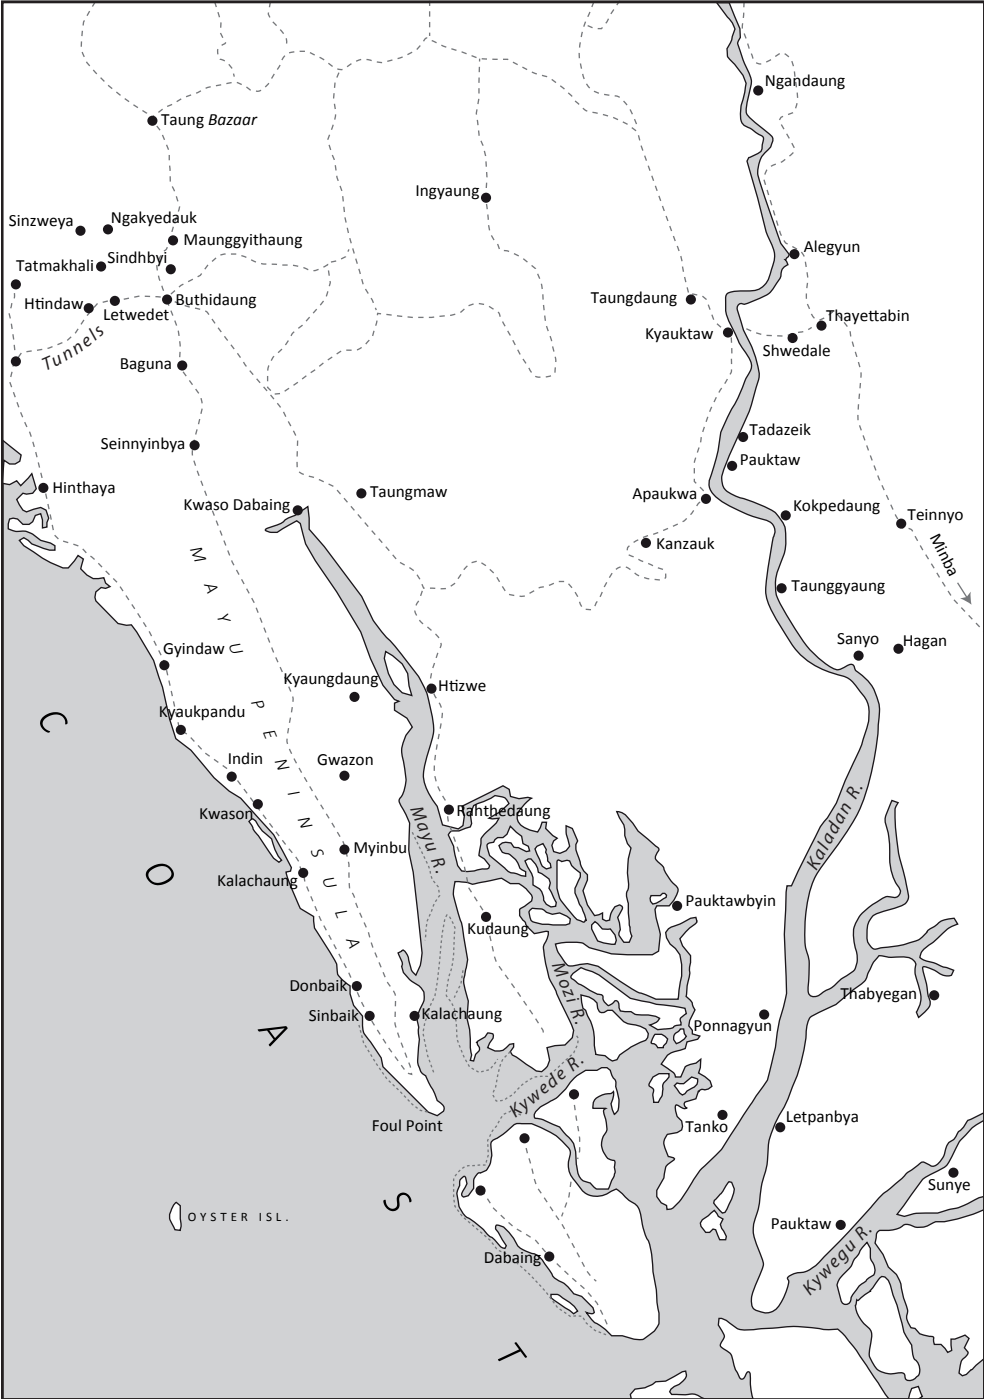 Ngandaung
Taung Bazaar
Ingyaung
Sinzweya
Ngakyedauk
Maunggyithaung
Alegyun
Tatmakhali
Sindhbyi
Htindaw
Letwedet
Buthidaung
Taungdaung
Thayettabin
Kyauktaw
Shwedale
Tunnels
Baguna
Tadazeik
Seinnyinbya
Pauktaw
Hinthaya
Taungmaw
Apaukwa
Kwaso Dabaing
Kokpedaung
Teinnyo
Kanzauk
Minba
Taunggyaung
MAYU PENINSULA
Sanyo
Hagan
Gyindaw
Kyaungdaung
Htizwe
Kyaukpandu
COAST
Indin
Gwazon
Kwason
Rahthedaung
Mayu R.
Kaladan R.
Myinbu
Kalachaung
Pauktawbyin
Kudaung
Mozi R.
Donbaik
Thabyegan
Sinbaik
Kalachaung
Ponnagyun
Kywede R.
Foul Point
Tanko
Letpanbya
Sunye
OYSTER ISL.
Pauktaw
Kywegu R.
Dabaing